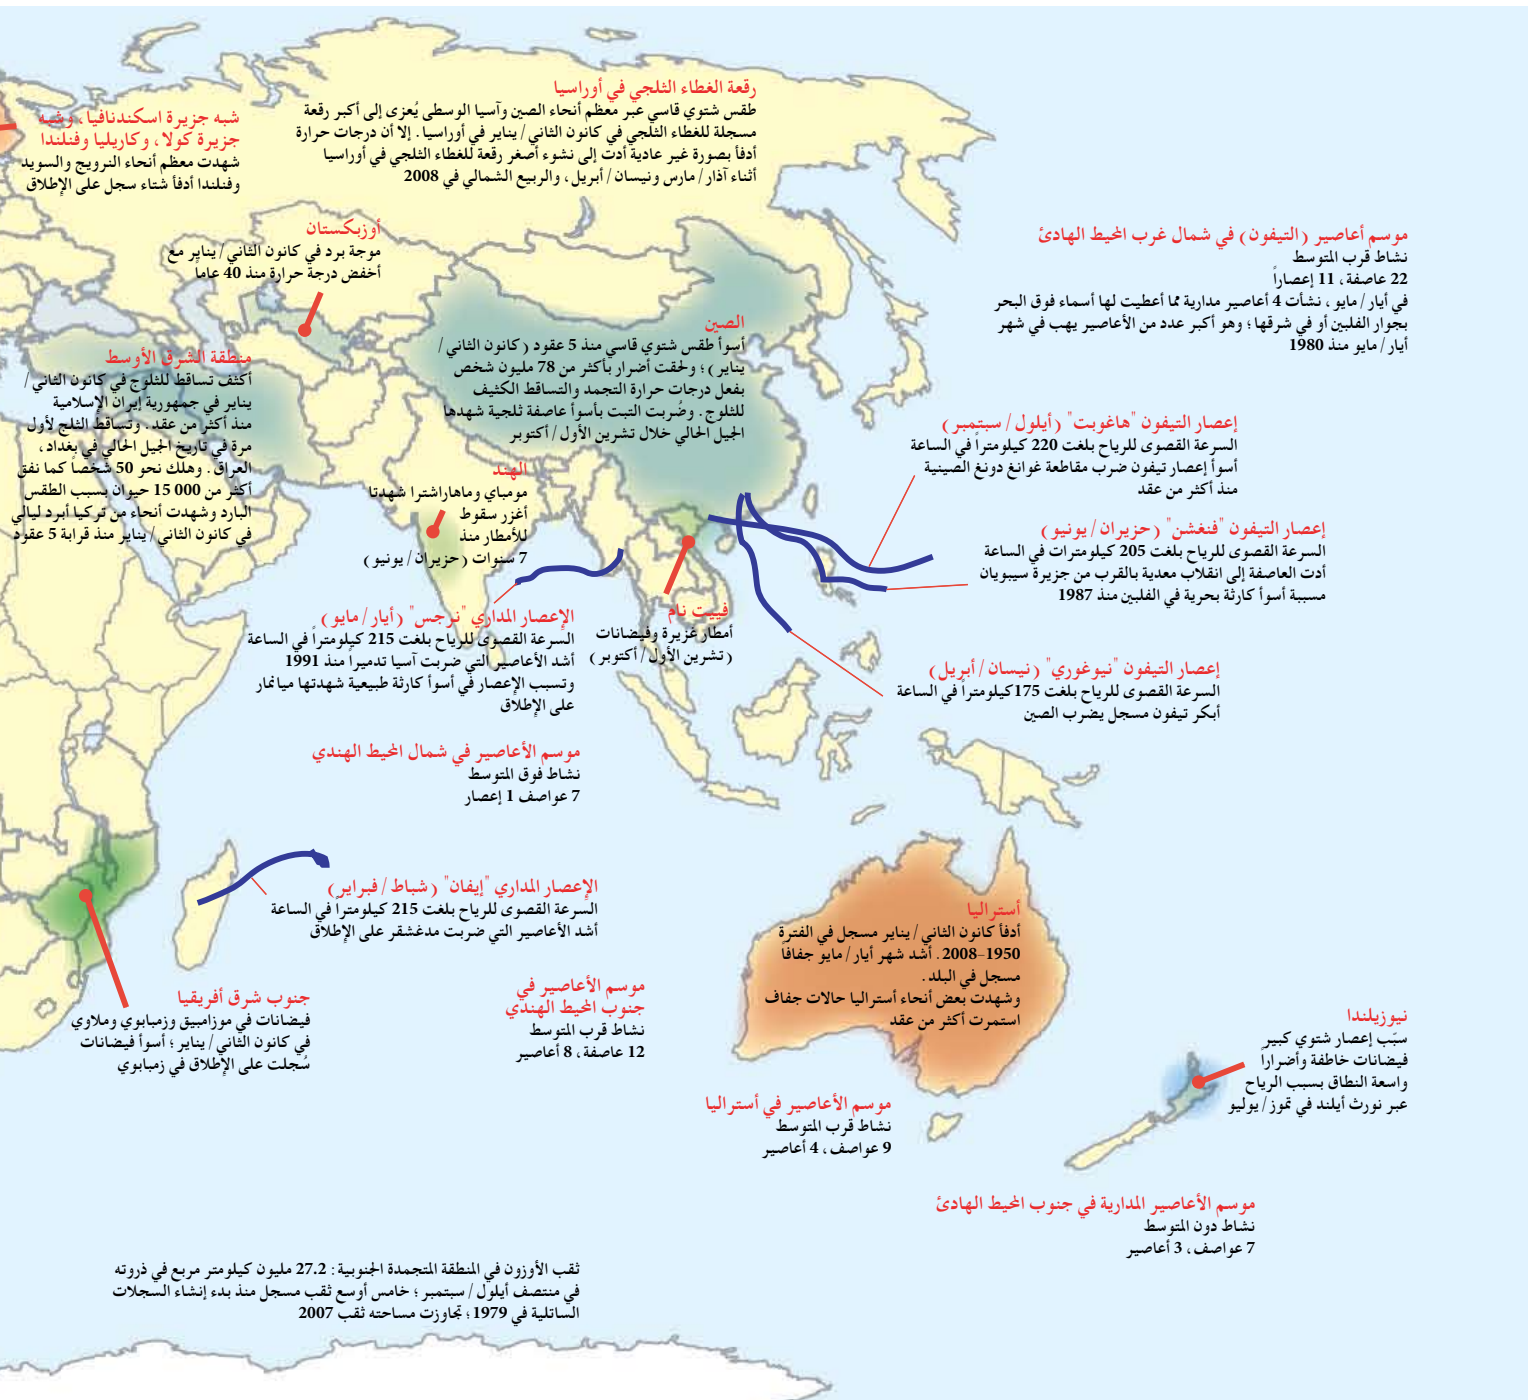 رقعة الغطاء الثلجي في أوراسيا
طقس شتوي قاسي عبر معظم أنحاء الصين وآسيا الوسطى يُعزى إلى أكبر رقعة
مسجلة للغطاء الثلجي في كانون الثاني/ يناير في أوراسيا. إلا أن درجات حرارة
أدفأ بصورة غير عادية أدت إلى نشوء أصغر رقعة للغطاء الثلجي في أوراسيا
أثناء آذار/ مارس ونيسان/ أبريل، والربيع الشمالي في 2008
شبه جزيرة اسكندنافيا، وشبه
جزيرة كولا، وكاريليا وفنلندا
شهدت معظم أنحاء النرويج والسويد
وفنلندا أدفأ شتاء سجل على الإطلاق
أوزبكستان
موجة برد في كانون الثاني/ يناير مع
أخفض درجة حرارة منذ 40 عاماً
موسم أعاصير (التيفون) في شمال غرب المحيط الهادئ
نشاط قرب المتوسط
22 عاصفة، 11 إعصاراً
في أيار/ مايو، نشأت 4 أعاصير مدارية مما أعطيت لها أسماء فوق البحر
بجوار الفلبين أو في شرقها؛ وهو أكبر عدد من الأعاصير يهب في شهر
أيار/ مايو منذ 1980
الصين
أسوأ طقس شتوي قاسي منذ 5 عقود (كانون الثاني/
يناير)؛ ولحقت أضرار بأكثر من 78 مليون شخص
بفعل درجات حرارة التجمد والتساقط الكثيف
للثلوج. وضُربت التبت بأسوأ عاصفة ثلجية شهدها
الجيل الحالي خلال تشرين الأول/ أكتوبر
منطقة الشرق الأوسط
أكثف تساقط للثلوج في كانون الثاني/
يناير في جمهورية إيران الإسلامية
منذ أكثر من عقد. وتساقط الثلج لأول
مرة في تاريخ الجيل الحالي في بغداد،
العراق. وهلك نحو 50 شخصاً كما نفق
أكثر من 000 15 حيوان بسبب الطقس
البارد وشهدت أنحاء من تركيا أبرد ليالي
في كانون الثاني/ يناير منذ قرابة 5 عقود
إعصار التيفون "هاغوبت" (أيلول/ سبتمبر)
السرعة القصوى للرياح بلغت 220 كيلومتراً في الساعة
أسوأ إعصار تيفون ضرب مقاطعة غوانغ دونغ الصينية
منذ أكثر من عقد
الهند
مومباي وماهاراشترا شهدتا
أغزر سقوط
للأمطار منذ
7 سنوات (حزيران/ يونيو)
إعصار التيفون "فنغشن" (حزيران/ يونيو)
السرعة القصوى للرياح بلغت 205 كيلومترات في الساعة
أدت العاصفة إلى انقلاب معدية بالقرب من جزيرة سيبويان
مسببة أسوأ كارثة بحرية في الفلبين منذ 1987
فييت نام
أمطار غزيرة وفيضانات
(تشرين الأول/ أكتوبر)
الإعصار المداري "نرجس" (أيار/ مايو)
السرعة القصوى للرياح بلغت 215 كيلومتراً في الساعة
أشد الأعاصير التي ضربت آسيا تدميراً منذ 1991
وتسبب الإعصار في أسوأ كارثة طبيعية شهدتها ميانمار
على الإطلاق
إعصار التيفون "نيوغوري" (نيسان/ أبريل)
السرعة القصوى للرياح بلغت 175كيلومتراً في الساعة
أبكر تيفون مسجل يضرب الصين
موسم الأعاصير في شمال المحيط الهندي
نشاط فوق المتوسط
7 عواصف 1 إعصار
الإعصار المداري "إيفان" (شباط/ فبراير)
السرعة القصوى للرياح بلغت 215 كيلومتراً في الساعة
أشد الأعاصير التي ضربت مدغشقر على الإطلاق
أستراليا
أدفأ كانون الثاني/ يناير مسجل في الفترة
1950–2008. أشد شهر أيار/ مايو جفافاً
مسجل في البلد.
وشهدت بعض أنحاء أستراليا حالات جفاف
استمرت أكثر من عقد
جنوب شرق أفريقيا
فيضانات في موزامبيق وزمبابوي وملاوي
في كانون الثاني/ يناير؛ أسوأ فيضانات
سُجلت على الإطلاق في زمبابوي
موسم الأعاصير في
جنوب المحيط الهندي
نشاط قرب المتوسط
12 عاصفة، 8 أعاصير
نيوزيلندا
سبّب إعصار شتوي كبير
فيضانات خاطفة وأضراراً
واسعة النطاق بسبب الرياح
عبر نورث أيلند في تموز/ يوليو
موسم الأعاصير في أستراليا
نشاط قرب المتوسط
9 عواصف، 4 أعاصير
موسم الأعاصير المدارية في جنوب المحيط الهادئ
نشاط دون المتوسط
7 عواصف، 3 أعاصير
ثقب الأوزون في المنطقة المتجمدة الجنوبية: 27.2 مليون كيلومتر مربع في ذروته
في منتصف أيلول/ سبتمبر؛ خامس أوسع ثقب مسجل منذ بدء إنشاء السجلات
الساتلية في 1979؛ تجاوزت مساحته ثقب 2007